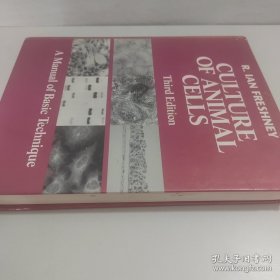 R. IAN FRESHNEY
CULTURE
OF ANIMAL
CELLS
Third Edition
A Manual of Basic Technique
孔夫子旧书网